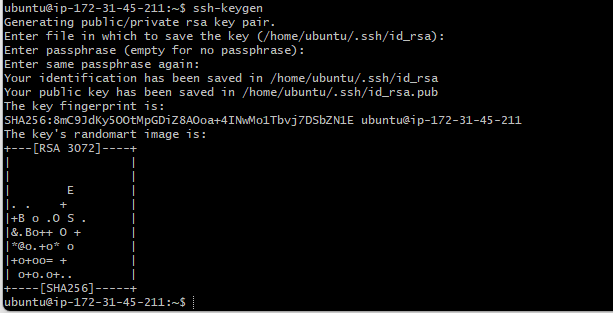 ubuntu@ip-172-31-45-211:~$ ssh-keygen
Generating public/private rsa key pair.
Enter file in which to save the key (/home/ubuntu/.ssh/id_rsa):
Enter passphrase (empty for no passphrase):
Enter same passphrase again:
Your identification has been saved in /home/ubuntu/.ssh/id_rsa
Your public key has been saved in /home/ubuntu/.ssh/id_rsa.pub
The key fingerprint is:
SHA256:8mC9JdKy5OOtMpGDiZ8AOoa+4INwMo1Tbvj7DSbZN1E ubuntu@ip-172-31-45-211
The key's randomart image is:
+---[RSA 3072]----+
|                 |
|                 |
|        E        |
|. .    +         |
|+B o .O S .      |
|&.Bo++ O +       |
|*@o.+o* o        |
|+o+oo= +         |
| o+o.o+..        |
+----[SHA256]-----+
ubuntu@ip-172-31-45-211:~$